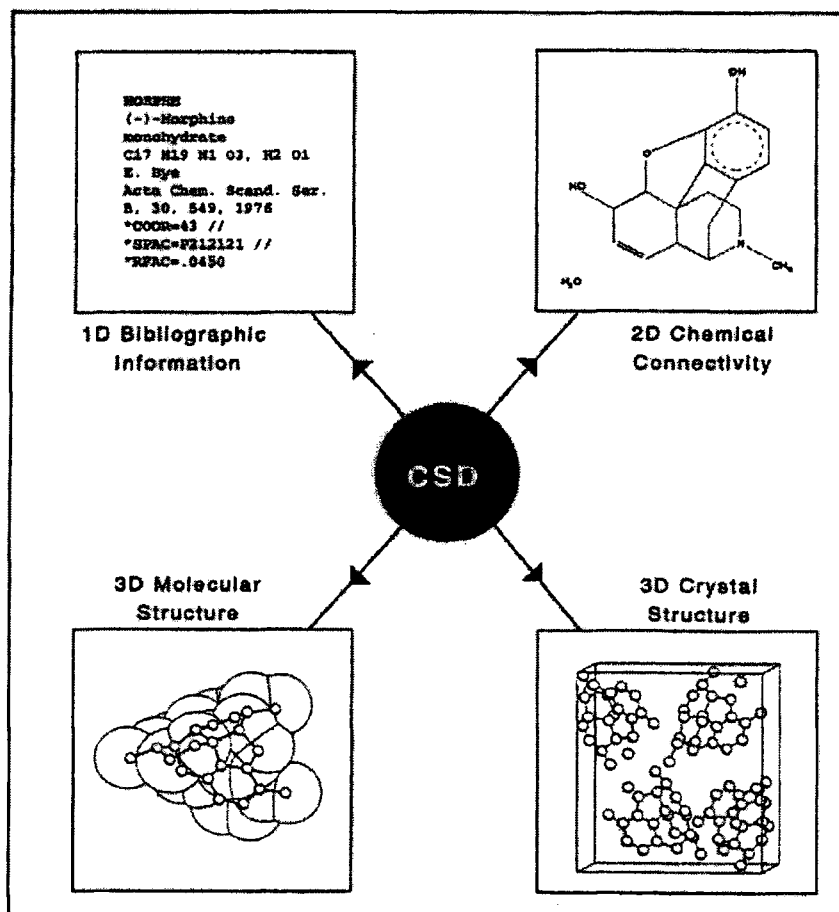 MORPHM
(-)-Morphine
monohydrate
C17 H19 N1 O3, H2 O1
E. Bye
Acta Chem. Scand. Ser.
B, 30, 549, 1976
*COOR=43 //
*SPAC=P212121 //
*RFAC=.0450
1D Bibliographic
Information
OH
O
HO
N
CH3
H2O
2D Chemical
Connectivity
CSD
3D Molecular
Structure
3D Crystal
Structure